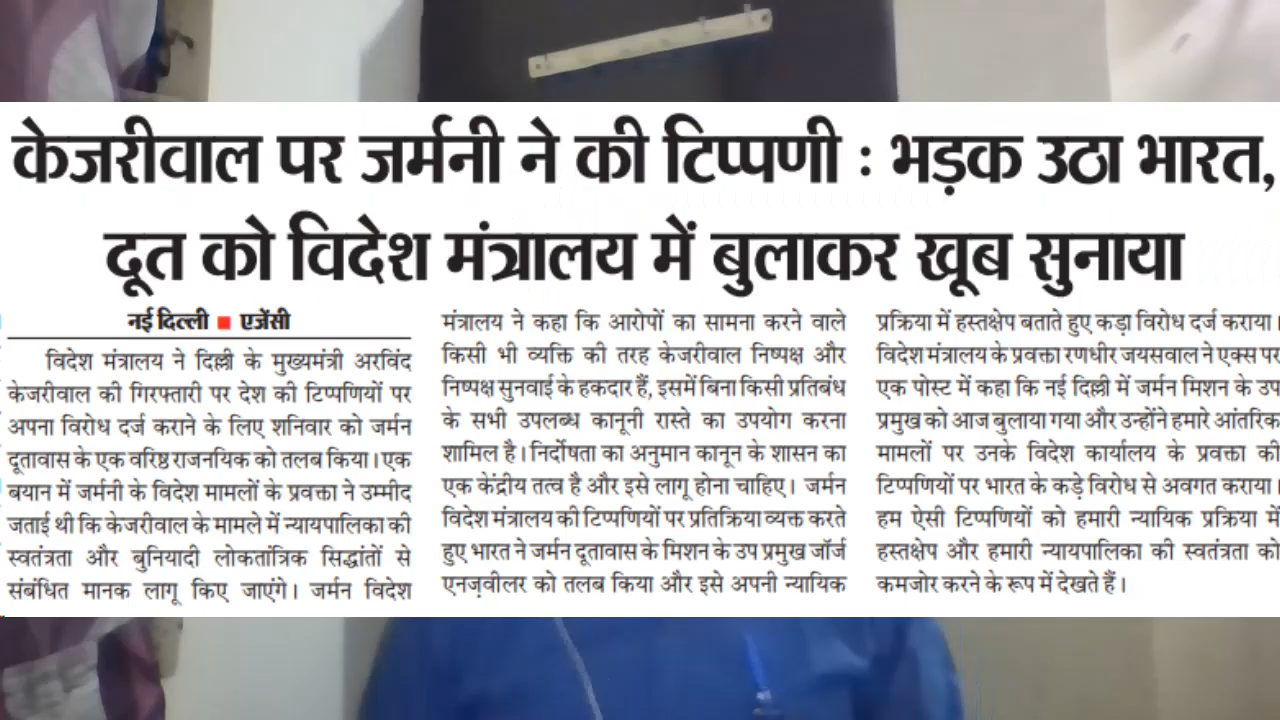 केजरीवाल पर जर्मनी ने की टिप्पणी : भड़क उठा भारत,
दूत को विदेश मंत्रालय में बुलाकर खूब सुनाया
नई दिल्ली ■ एजेंसी
विदेश मंत्रालय ने दिल्ली के मुख्यमंत्री अरविंद
केजरीवाल की गिरफ्तारी पर देश की टिप्पणियों पर
अपना विरोध दर्ज कराने के लिए शनिवार को जर्मन
दूतावास के एक वरिष्ठ राजनयिक को तलब किया। एक
बयान में जर्मनी के विदेश मामलों के प्रवक्ता ने उम्मीद
जताई थी कि केजरीवाल के मामले में न्यायपालिका की
स्वतंत्रता और बुनियादी लोकतांत्रिक सिद्धांतों से
संबंधित मानक लागू किए जाएंगे। जर्मन विदेश
मंत्रालय ने कहा कि आरोपों का सामना करने वाले
किसी भी व्यक्ति की तरह केजरीवाल निष्पक्ष और
निष्पक्ष सुनवाई के हकदार हैं, इसमें बिना किसी प्रतिबंध
के सभी उपलब्ध कानूनी रास्ते का उपयोग करना
शामिल है। निर्दोषता का अनुमान कानून के शासन का
एक केंद्रीय तत्व है और इसे लागू होना चाहिए। जर्मन
विदेश मंत्रालय की टिप्पणियों पर प्रतिक्रिया व्यक्त करते
हुए भारत ने जर्मन दूतावास के मिशन के उप प्रमुख जॉर्ज
एनज़वीलर को तलब किया और इसे अपनी न्यायिक
प्रक्रिया में हस्तक्षेप बताते हुए कड़ा विरोध दर्ज कराया।
विदेश मंत्रालय के प्रवक्ता रणधीर जयसवाल ने एक्स पर
एक पोस्ट में कहा कि नई दिल्ली में जर्मन मिशन के उप
प्रमुख को आज बुलाया गया और उन्होंने हमारे आंतरिक
मामलों पर उनके विदेश कार्यालय के प्रवक्ता की
टिप्पणियों पर भारत के कड़े विरोध से अवगत कराया।
हम ऐसी टिप्पणियों को हमारी न्यायिक प्रक्रिया में
हस्तक्षेप और हमारी न्यायपालिका की स्वतंत्रता को
कमजोर करने के रूप में देखते हैं।